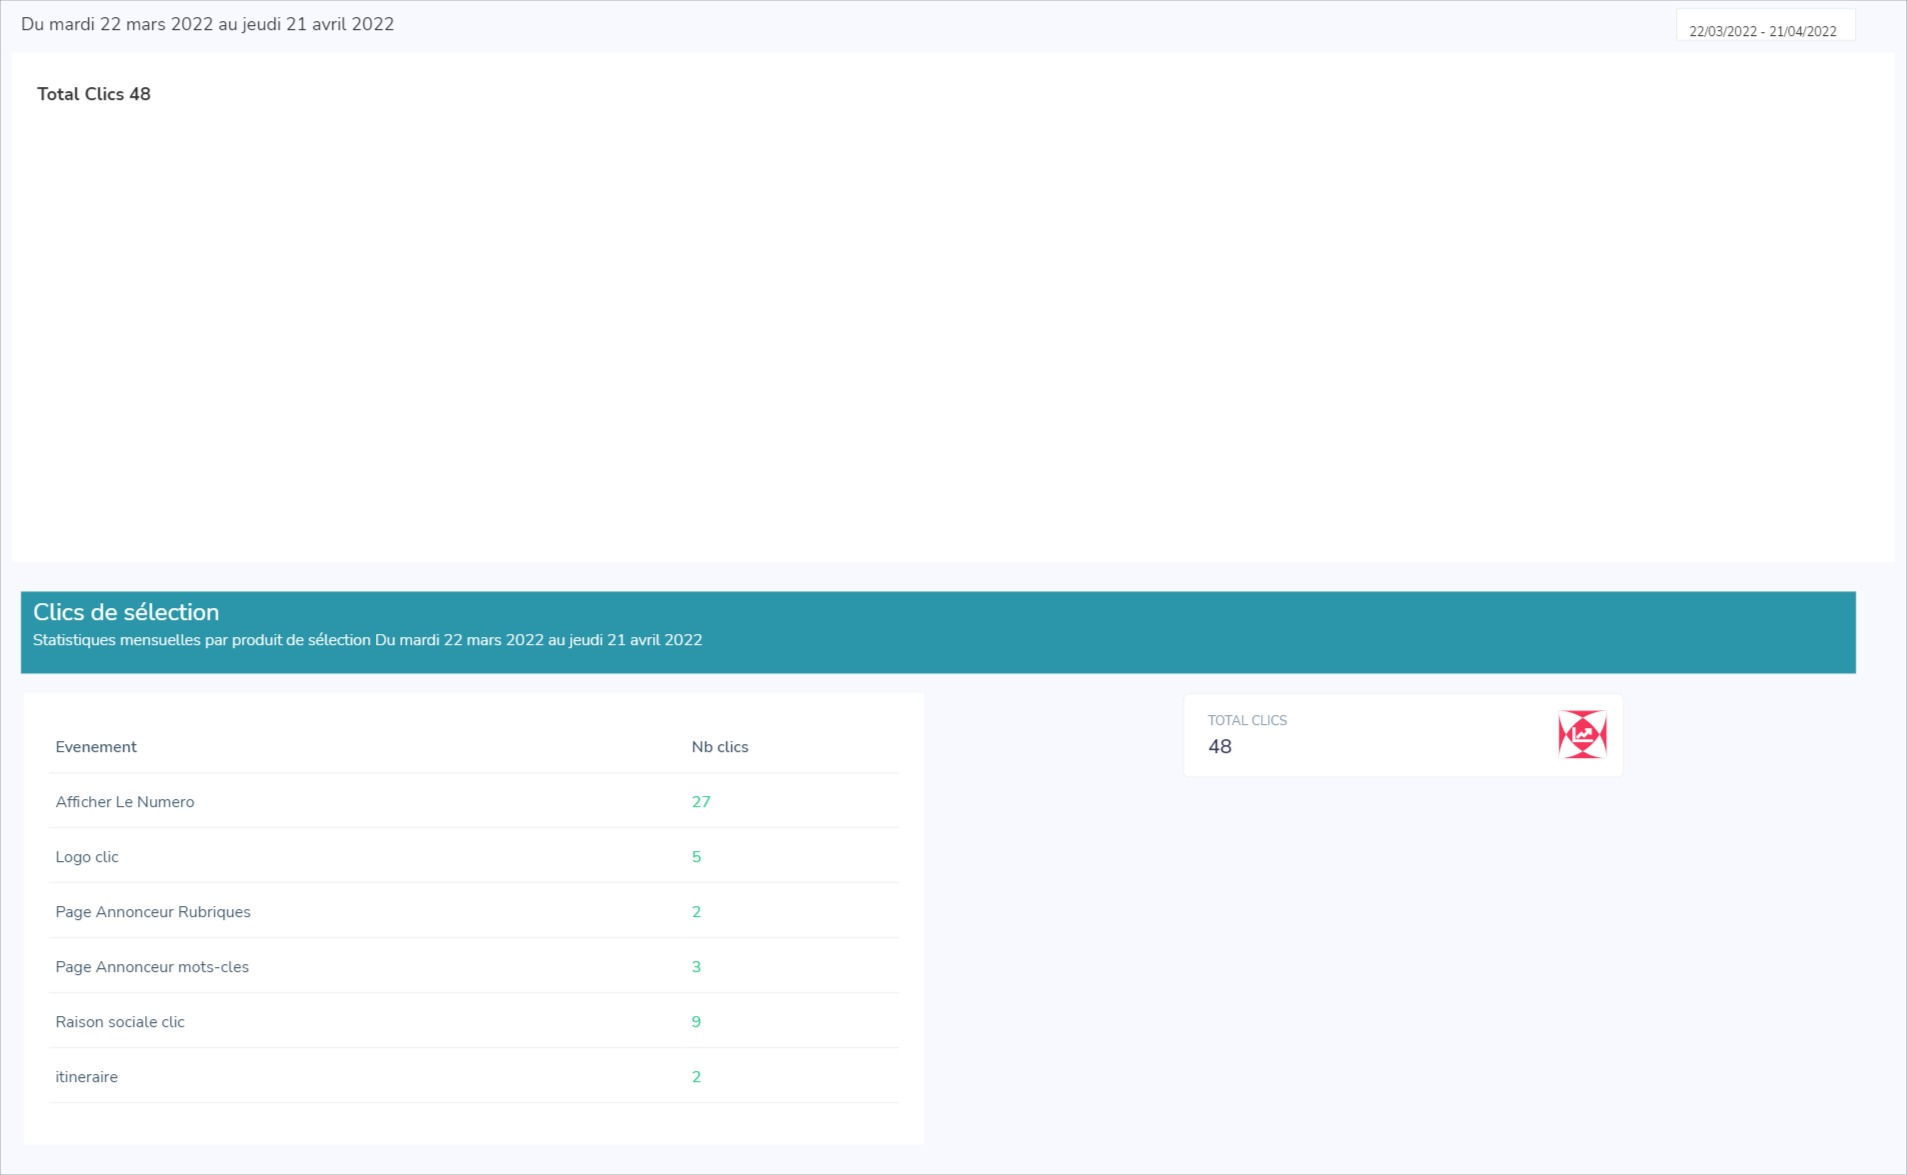 Du mardi 22 mars 2022 au jeudi 21 avril 2022
22/03/2022 - 21/04/2022
Total Clics 48
Clics de sélection
Statistiques mensuelles par produit de sélection Du mardi 22 mars 2022 au jeudi 21 avril 2022
Evenement Nb clics
Afficher Le Numero 27
Logo clic 5
Page Annonceur Rubriques 2
Page Annonceur mots-cles 3
Raison sociale clic 9
itineraire 2
TOTAL CLICS
48